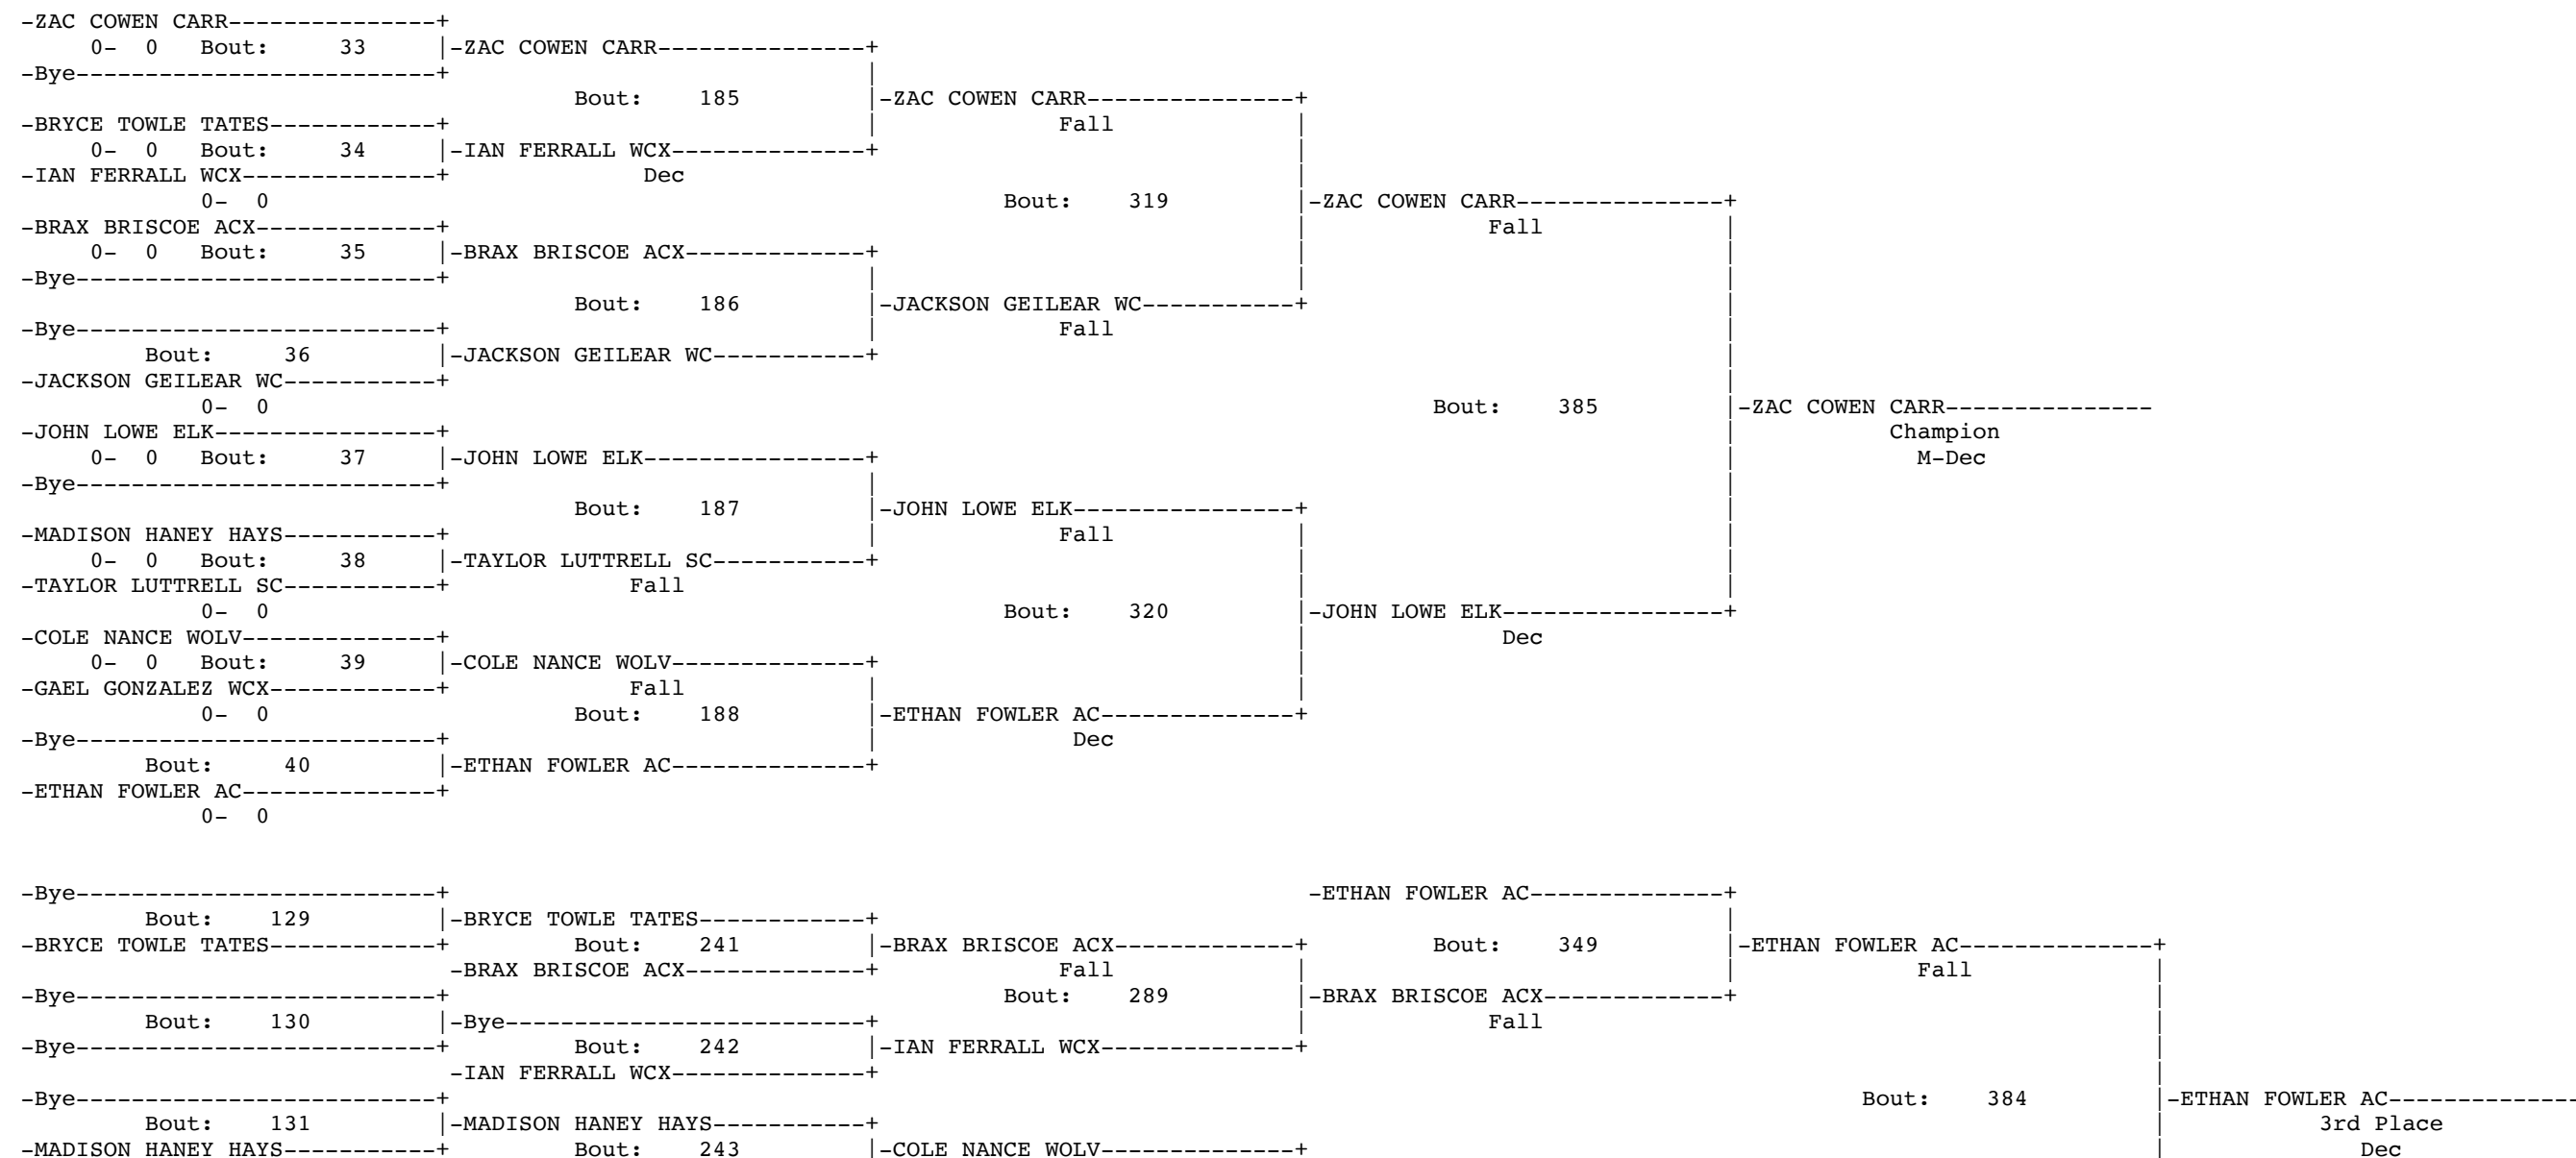 -ZAC COWEN CARR---------------+
0- 0 Bout: 33 |-ZAC COWEN CARR---------------+
-Bye--------------------------+ |
Bout: 185 |-ZAC COWEN CARR---------------+
-BRYCE TOWLE TATES------------+ | Fall |
0- 0 Bout: 34 |-IAN FERRALL WCX--------------+ |
-IAN FERRALL WCX--------------+ Dec |
0- 0 Bout: 319 |-ZAC COWEN CARR---------------+
-BRAX BRISCOE ACX-------------+ | Fall |
0- 0 Bout: 35 |-BRAX BRISCOE ACX-------------+ | |
-Bye--------------------------+ | | |
Bout: 186 |-JACKSON GEILEAR WC-----------+ |
-Bye--------------------------+ | Fall |
Bout: 36 |-JACKSON GEILEAR WC-----------+ |
-JACKSON GEILEAR WC-----------+ |
0- 0 Bout: 385 |-ZAC COWEN CARR---------------
-JOHN LOWE ELK----------------+ | Champion
0- 0 Bout: 37 |-JOHN LOWE ELK----------------+ | M-Dec
-Bye--------------------------+ | |
Bout: 187 |-JOHN LOWE ELK----------------+ |
-MADISON HANEY HAYS-----------+ | Fall | |
0- 0 Bout: 38 |-TAYLOR LUTTRELL SC-----------+ | |
-TAYLOR LUTTRELL SC-----------+ Fall | |
0- 0 Bout: 320 |-JOHN LOWE ELK----------------+
-COLE NANCE WOLV--------------+ | Dec
0- 0 Bout: 39 |-COLE NANCE WOLV--------------+ |
-GAEL GONZALEZ WCX------------+ Fall | |
0- 0 Bout: 188 |-ETHAN FOWLER AC--------------+
-Bye--------------------------+ | Dec
Bout: 40 |-ETHAN FOWLER AC--------------+
-ETHAN FOWLER AC--------------+
0- 0
-Bye--------------------------+ -ETHAN FOWLER AC--------------+
Bout: 129 |-BRYCE TOWLE TATES------------+ |
-BRYCE TOWLE TATES------------+ Bout: 241 |-BRAX BRISCOE ACX-------------+ Bout: 349 |-ETHAN FOWLER AC--------------+
-BRAX BRISCOE ACX-------------+ Fall | | Fall |
-Bye--------------------------+ Bout: 289 |-BRAX BRISCOE ACX-------------+ |
Bout: 130 |-Bye--------------------------+ | Fall |
-Bye--------------------------+ Bout: 242 |-IAN FERRALL WCX--------------+ |
-IAN FERRALL WCX--------------+ |
-Bye--------------------------+ Bout: 384 |-ETHAN FOWLER AC--------------
Bout: 131 |-MADISON HANEY HAYS-----------+ | 3rd Place
-MADISON HANEY HAYS-----------+ Bout: 243 |-COLE NANCE WOLV--------------+ | Dec